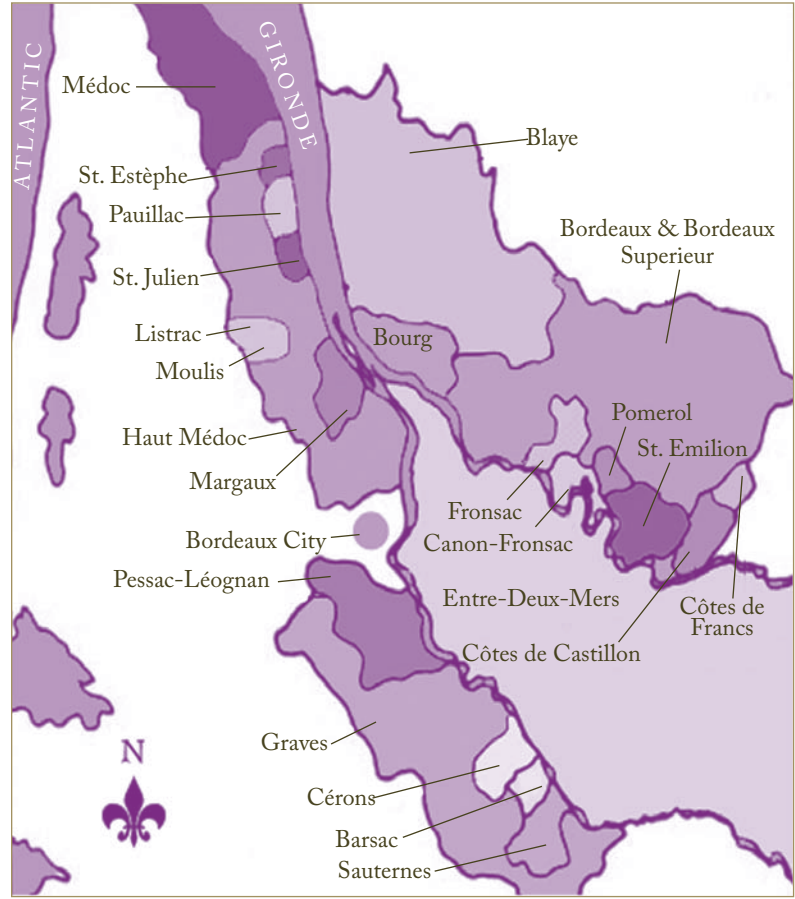 ATLANTIC
GIRONDE
Médoc
Blaye
St. Estèphe
Pauillac
Bordeaux & Bordeaux
Superieur
St. Julien
Listrac
Bourg
Moulis
Pomerol
Haut Médoc
St. Emilion
Margaux
Fronsac
Bordeaux City
Canon-Fronsac
Pessac-Léognan
Entre-Deux-Mers
Côtes de
Francs
Côtes de Castillon
Graves
N
Cérons
Barsac
Sauternes